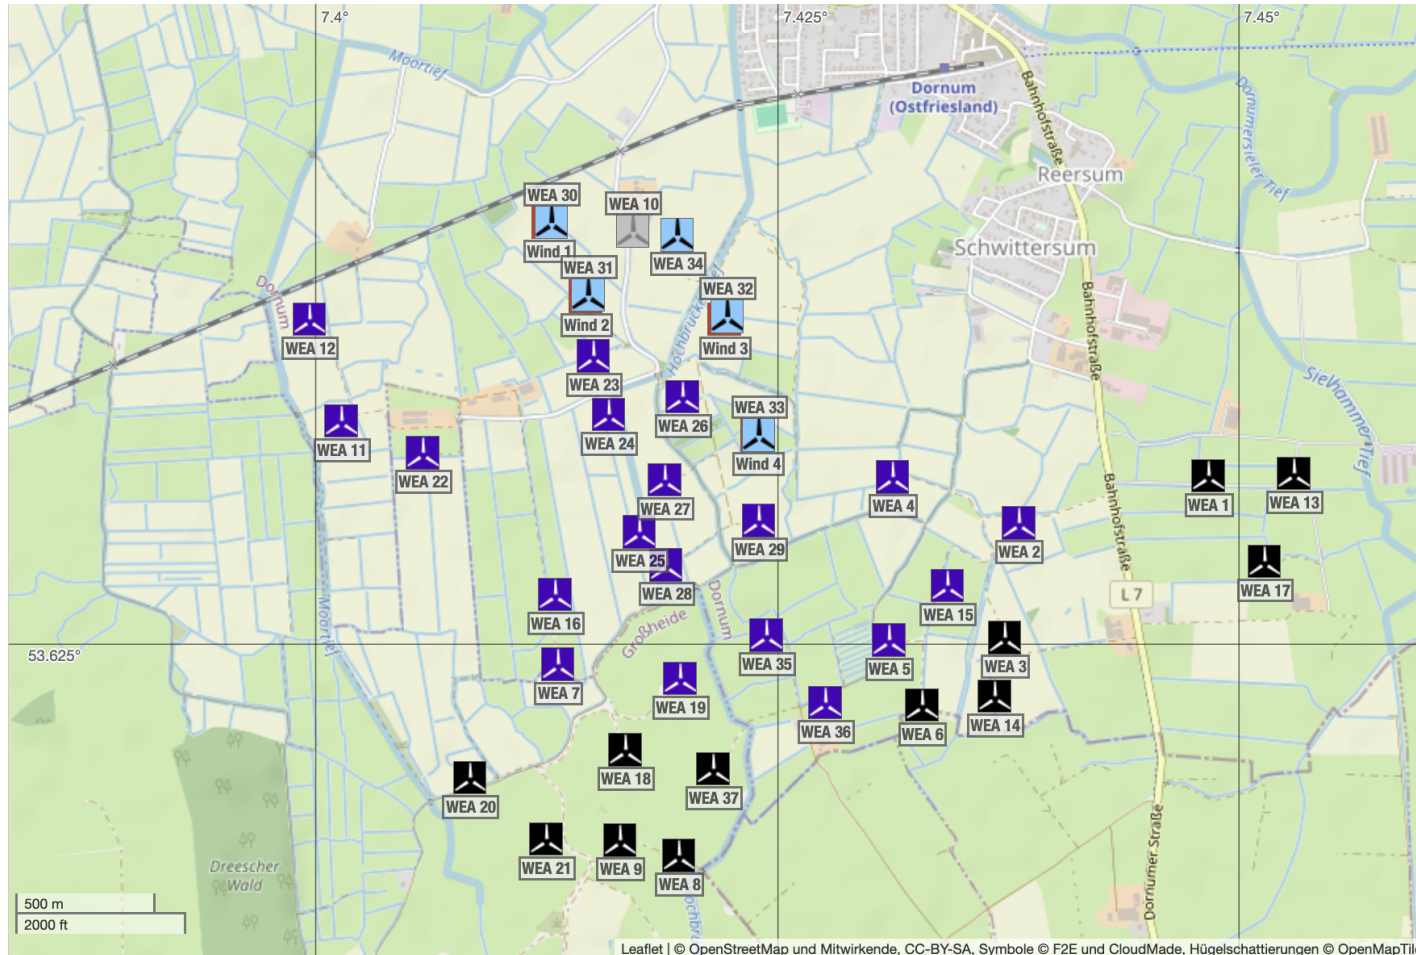 7.4°
7.425°
7.45°
Moortief
Dornum
(Ostfriesland)
Bahnhofstraße
Dornumersieler Tief
Reersum
WEA 30
WEA 10
Wind 1
WEA 34
Schwittersum
WEA 31
Dornum
WEA 32
Wind 2
Hochbrücker
WEA 12
Wind 3
Bahnhofstraße
WEA 23
Sielhammer Tief
WEA 33
WEA 26
WEA 24
WEA 11
Wind 4
WEA 22
WEA 27
WEA 4
WEA 1
WEA 13
Bahnhofstraße
WEA 29
WEA 2
WEA 25
WEA 28
WEA 17
L 7
Moortief
Dornum
WEA 16
WEA 15
Großheide
53.625°
WEA 35
WEA 5
WEA 3
WEA 7
WEA 19
WEA 36
WEA 6
WEA 14
WEA 18
WEA 37
WEA 20
Dornumer Straße
Dreescher
Wald
WEA 21
WEA 9
WEA 8
500 m
2000 ft
Leaflet | © OpenStreetMap und Mitwirkende, CC-BY-SA, Symbole © F2E und CloudMade, Hügelschattierungen © OpenMapTil